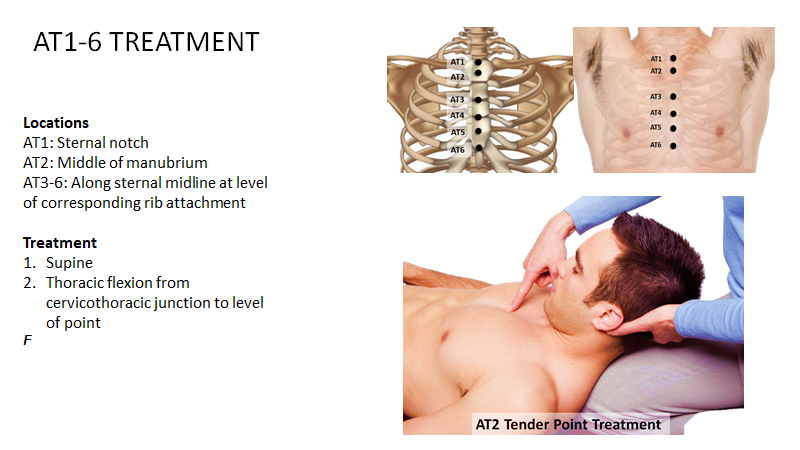 AT1-6 TREATMENT
Locations
AT1: Sternal notch
AT2: Middle of manubrium
AT3-6: Along sternal midline at level
of corresponding rib attachment
Treatment
1. Supine
2. Thoracic flexion from
cervicothoracic junction to level
of point
F
AT1
AT2
AT3
AT4
AT5
AT6
AT1
AT2
AT3
AT4
AT5
AT6
AT2 Tender Point Treatment